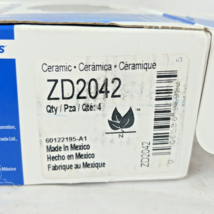 Ceramic • Cerámica • Céramique
ZD2042
Qty / Pza / Qté: 4
60122195-A1
Made in Mexico
Hecho en Mexico
Fabrique au Mexique
N
ZD2042